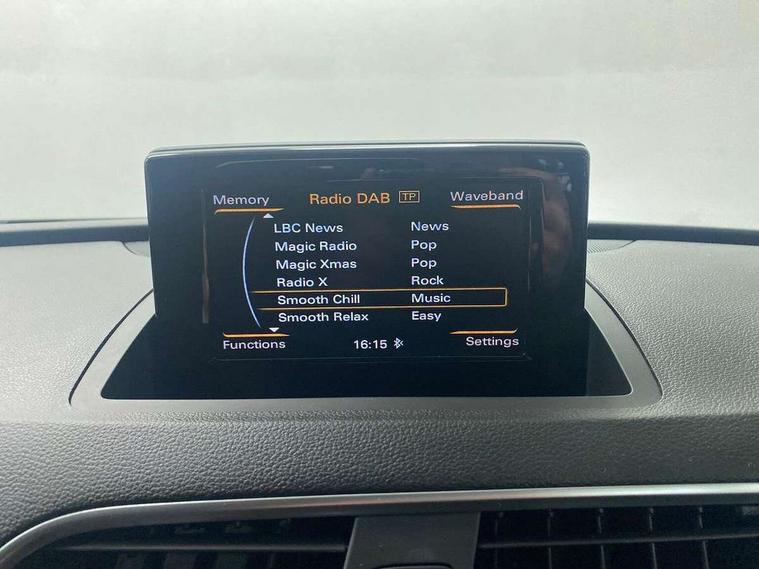 Memory Radio DAB TP Waveband
LBC News News
Magic Radio Pop
Magic Xmas Pop
Radio X Rock
Smooth Chill Music
Smooth Relax Easy
Functions 16:15 Settings